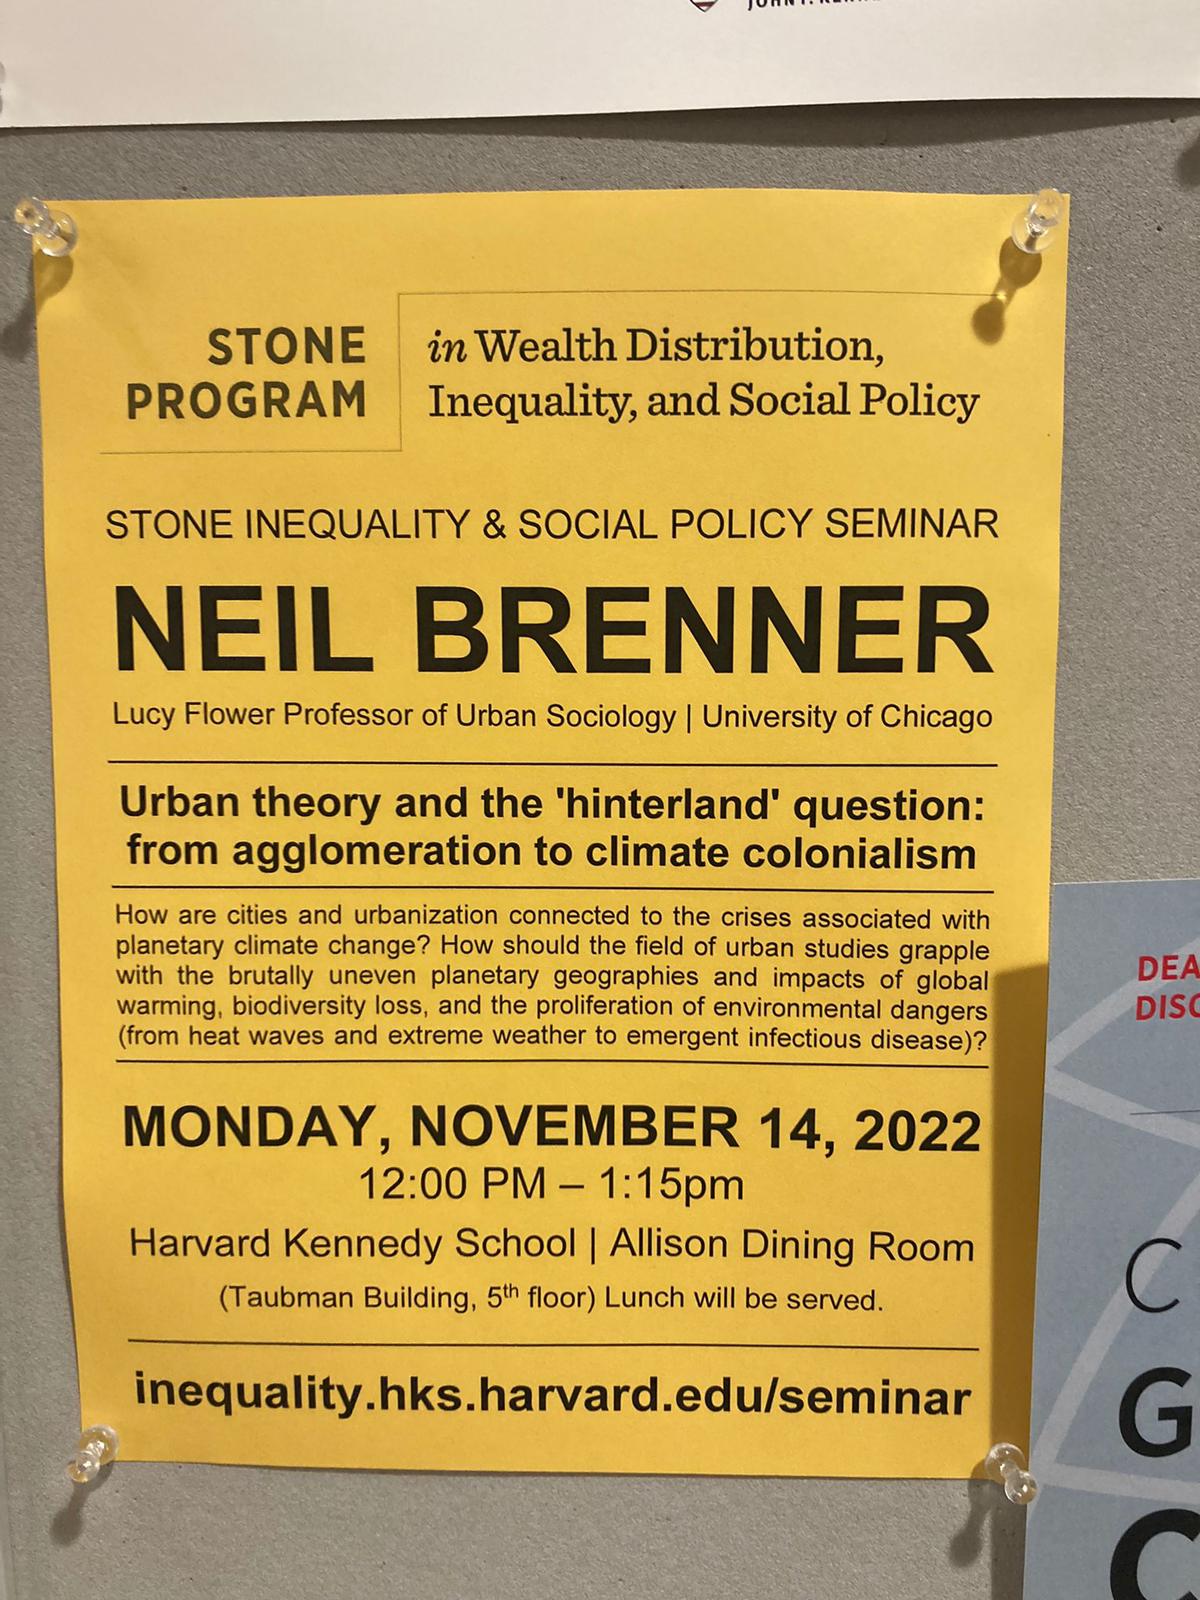 STONE
PROGRAM
in Wealth Distribution,
Inequality, and Social Policy
STONE INEQUALITY & SOCIAL POLICY SEMINAR
NEIL BRENNER
Lucy Flower Professor of Urban Sociology | University of Chicago
Urban theory and the 'hinterland' question:
from agglomeration to climate colonialism
How are cities and urbanization connected to the crises associated with
planetary climate change? How should the field of urban studies grapple
with the brutally uneven planetary geographies and impacts of global
warming, biodiversity loss, and the proliferation of environmental dangers
(from heat waves and extreme weather to emergent infectious disease)?
MONDAY, NOVEMBER 14, 2022
12:00 PM – 1:15pm
Harvard Kennedy School | Allison Dining Room
(Taubman Building, 5th floor) Lunch will be served.
inequality.hks.harvard.edu/seminar
DEA
DISC
C
G
C